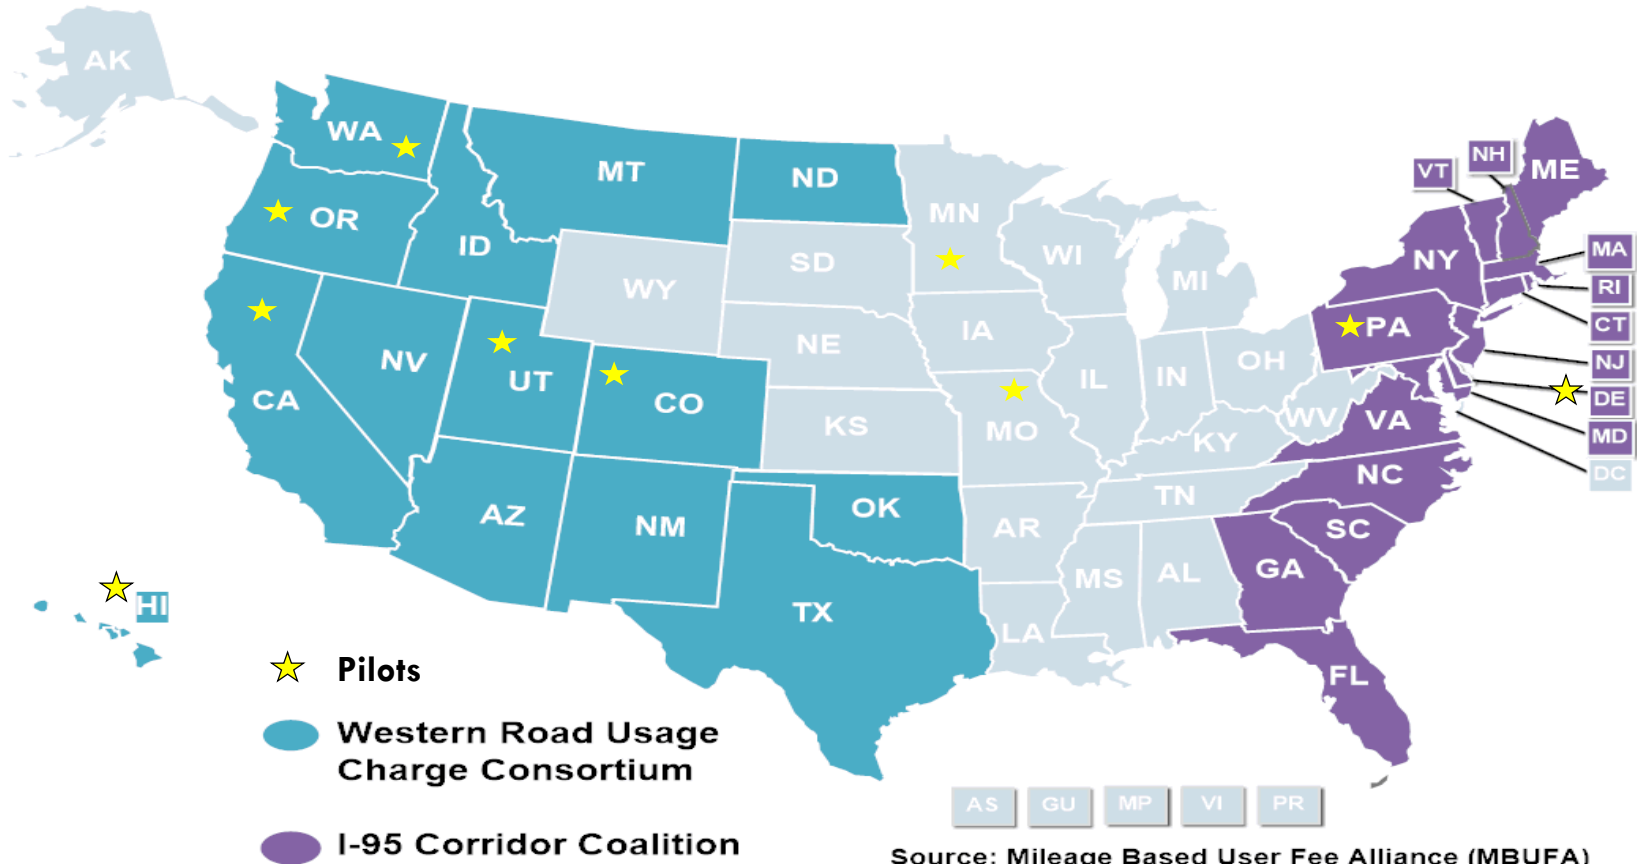 AK
WA
MT
ND
MN
VT
NH
ME
OR
ID
SD
WI
MI
NY
MA
WY
RI
IA
PA
CT
NV
UT
NE
IL
IN
OH
NJ
CA
CO
DE
KS
MO
KY
WV
VA
MD
DC
AZ
NM
OK
AR
TN
NC
SC
MS
AL
GA
HI
TX
LA
FL
Pilots
Western Road Usage
Charge Consortium
AS
GU
MP
VI
PR
I-95 Corridor Coalition
Source: Mileage Based User Fee Alliance (MBUFA)